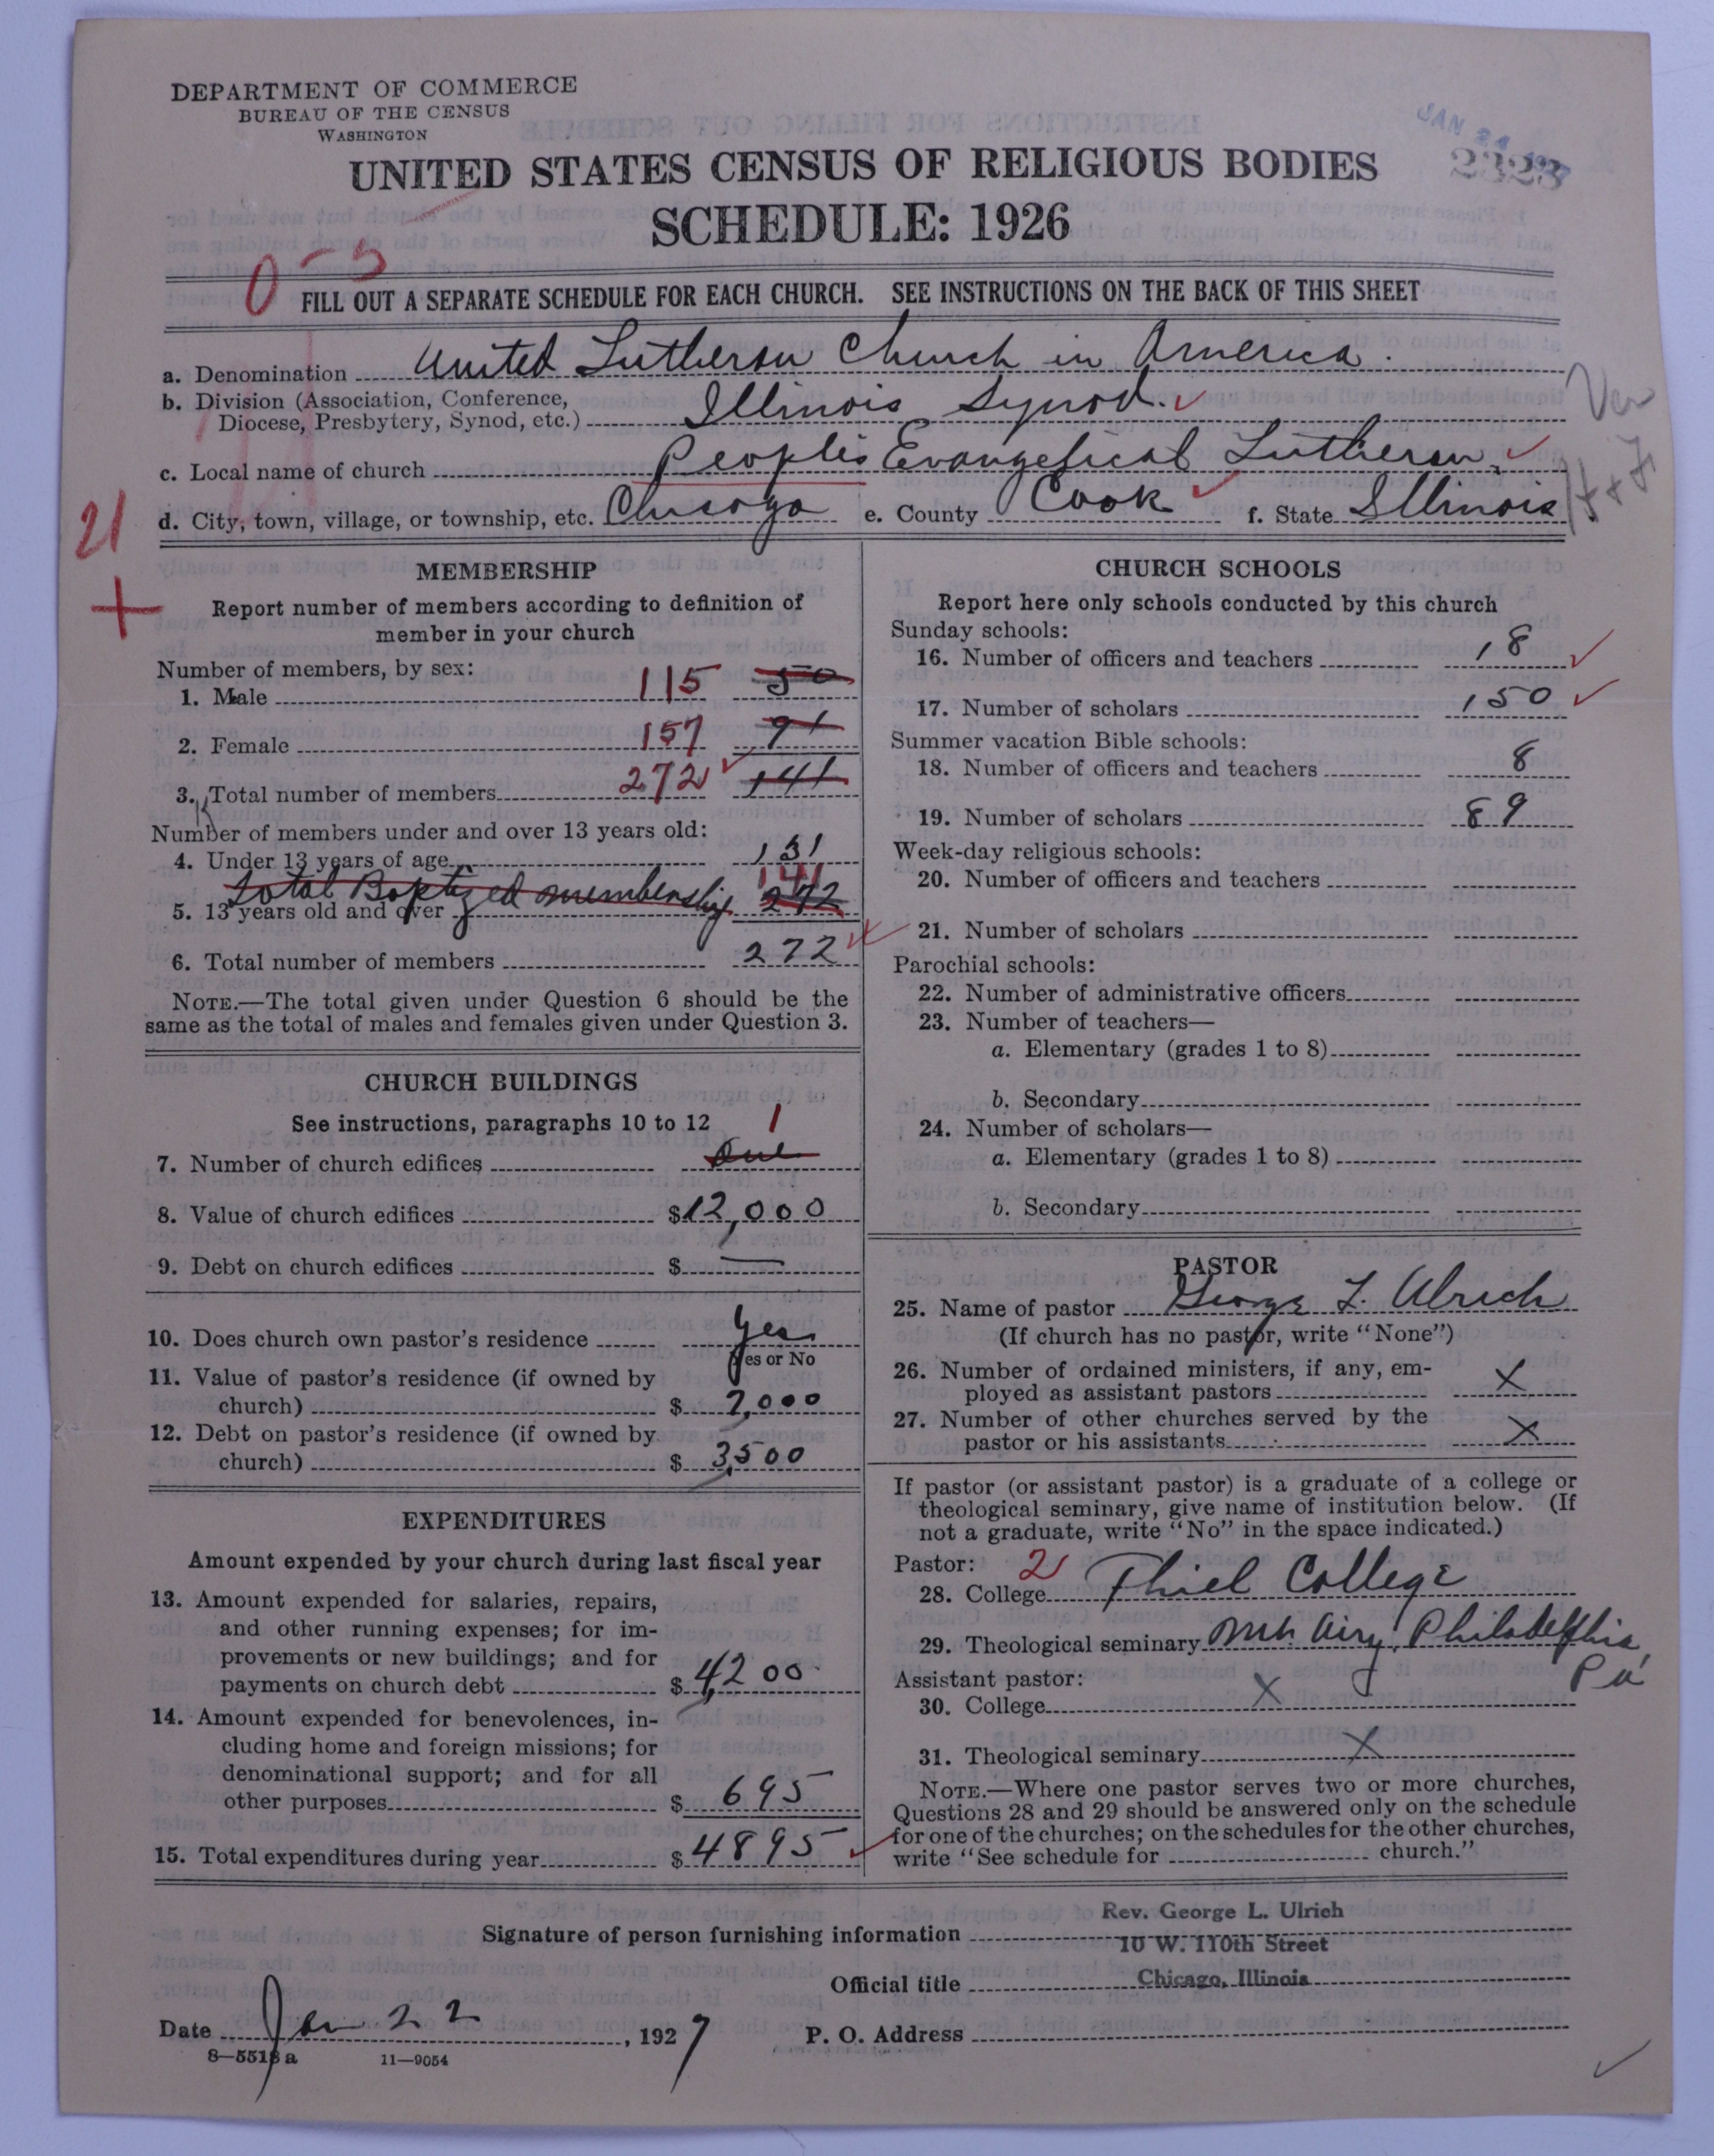 DEPARTMENT OF COMMERCE
BUREAU OF THE CENSUS
WASHINGTON
JAN 24 1927
2323
UNITED STATES CENSUS OF RELIGIOUS BODIES
SCHEDULE: 1926
0-5
FILL OUT A SEPARATE SCHEDULE FOR EACH CHURCH. SEE INSTRUCTIONS ON THE BACK OF THIS SHEET
a. Denomination United Lutheran Church in America.
b. Division (Association, Conference,
Diocese, Presbytery, Synod, etc.) Illinois Synod. ✓
c. Local name of church Peoples Evangelical Lutheran. ✓
d. City, town, village, or township, etc. Chicago e. County Cook ✓ f. State Illinois
21
+
MEMBERSHIP
Report number of members according to definition of
member in your church
Number of members, by sex:
1. Male 115 50
2. Female 157 91
3. Total number of members 272 ✓ 141
Number of members under and over 13 years old:
4. Under 13 years of age 131
Total Baptized membership 141
5. 13 years old and over 272
6. Total number of members 272 ✓
NOTE.—The total given under Question 6 should be the
same as the total of males and females given under Question 3.
CHURCH BUILDINGS
See instructions, paragraphs 10 to 12 1
7. Number of church edifices One
8. Value of church edifices $12,000
9. Debt on church edifices $ —
10. Does church own pastor's residence Yes
Yes or No
11. Value of pastor's residence (if owned by
church) $ 7,000
12. Debt on pastor's residence (if owned by
church) $ 3,500
EXPENDITURES
Amount expended by your church during last fiscal year
13. Amount expended for salaries, repairs,
and other running expenses; for im-
provements or new buildings; and for
payments on church debt $ 4,200
14. Amount expended for benevolences, in-
cluding home and foreign missions; for
denominational support; and for all
other purposes $ 695
15. Total expenditures during year $ 4895 ✓
CHURCH SCHOOLS
Report here only schools conducted by this church
Sunday schools:
16. Number of officers and teachers 18 ✓
17. Number of scholars 150 ✓
Summer vacation Bible schools:
18. Number of officers and teachers 8
19. Number of scholars 89
Week-day religious schools:
20. Number of officers and teachers
21. Number of scholars
Parochial schools:
22. Number of administrative officers
23. Number of teachers—
a. Elementary (grades 1 to 8)
b. Secondary
24. Number of scholars—
a. Elementary (grades 1 to 8)
b. Secondary
PASTOR
25. Name of pastor George L. Ulrich
(If church has no pastor, write "None")
26. Number of ordained ministers, if any, em-
ployed as assistant pastors X
27. Number of other churches served by the
pastor or his assistants X
If pastor (or assistant pastor) is a graduate of a college or
theological seminary, give name of institution below. (If
not a graduate, write "No" in the space indicated.)
Pastor: 2
28. College Thiel College
29. Theological seminary Mt. Airy, Philadelphia,
Pa
Assistant pastor:
30. College X
31. Theological seminary X
NOTE.—Where one pastor serves two or more churches,
Questions 28 and 29 should be answered only on the schedule
for one of the churches; on the schedules for the other churches,
write "See schedule for church."
Signature of person furnishing information Rev. George L. Ulrich
10 W. 110th Street
Official title Chicago, Illinois
Date Jan 22, 1927 P. O. Address
8—5518 a 11—9054